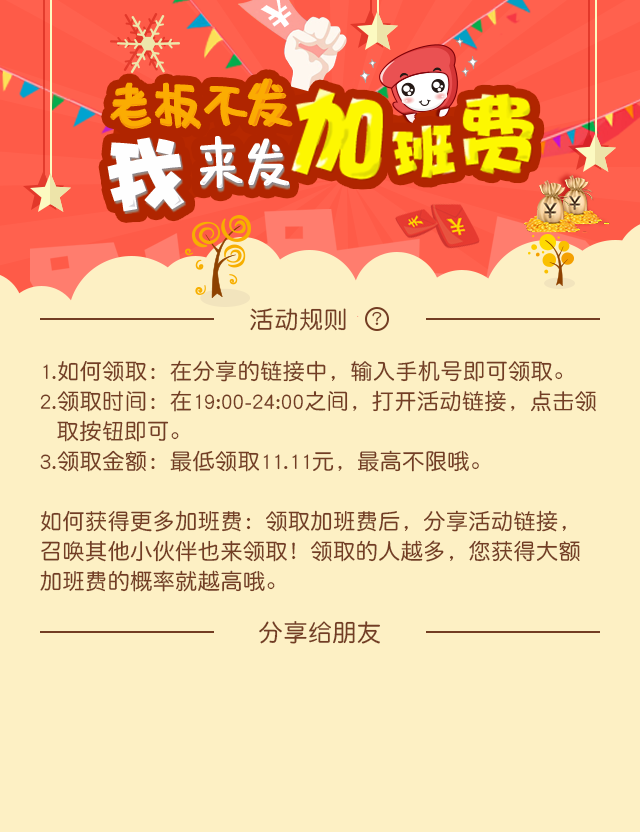 老板不发
我来发加班费
活动规则 ?
1.如何领取：在分享的链接中，输入手机号即可领取。
2.领取时间：在19:00-24:00之间，打开活动链接，点击领
取按钮即可。
3.领取金额：最低领取11.11元，最高不限哦。
如何获得更多加班费：领取加班费后，分享活动链接，
召唤其他小伙伴也来领取！领取的人越多，您获得大额
加班费的概率就越高哦。
分享给朋友